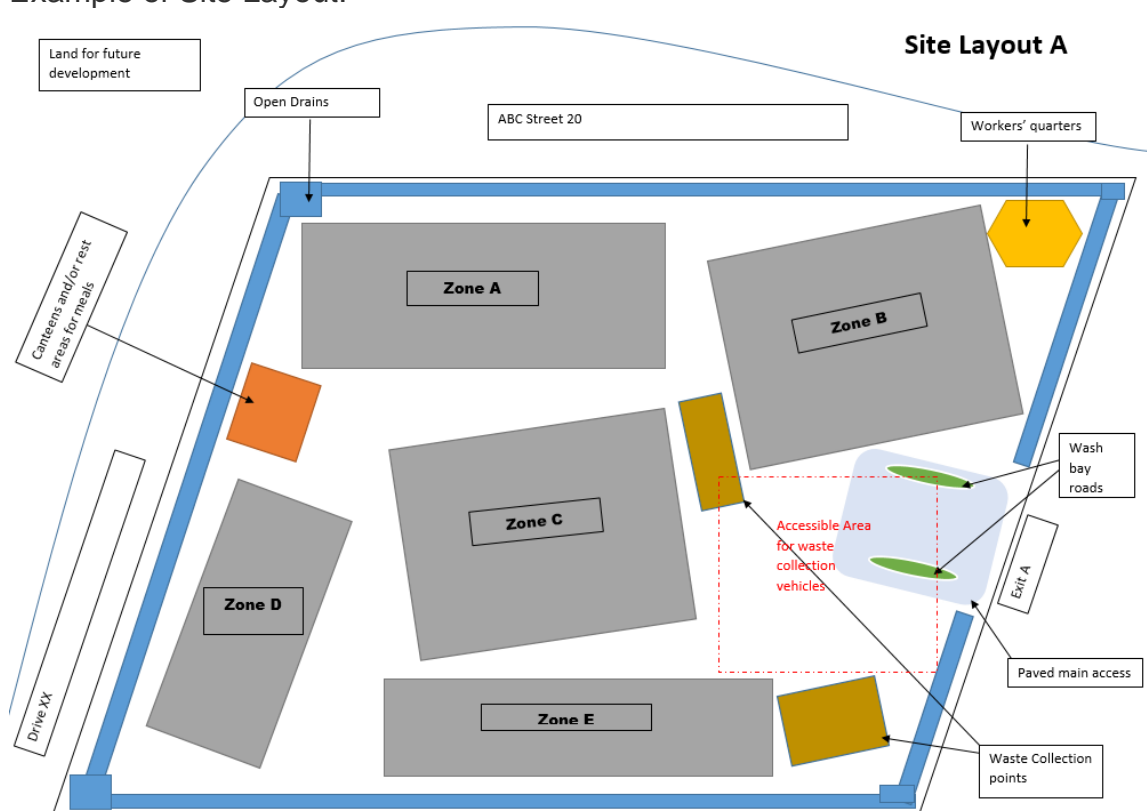 Example of Site Layout:
Site Layout A
Land for future
development
Open Drains
ABC Street 20
Workers' quarters
Canteens and/or rest
areas for meals
Zone A
Zone B
Wash
bay
roads
Zone C
Accessible Area
for waste
collection
vehicles
Exit A
Zone D
Paved main access
Drive XX
Zone E
Waste Collection
points